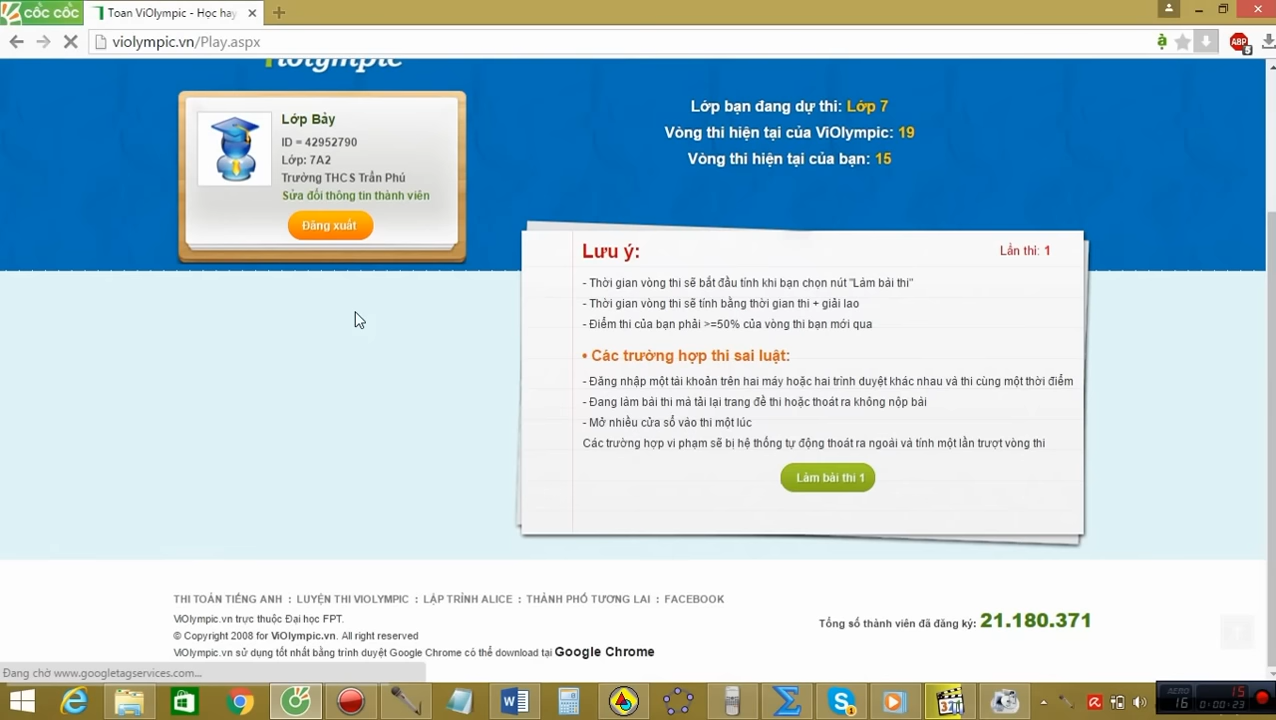 cốc cốc
Toan ViOlympic - Học hay
violympic.vn/Play.aspx
ABP
5
violympic
Lớp Bảy
ID = 42952790
Lớp: 7A2
Trường THCS Trần Phú
Sửa đổi thông tin thành viên
Đăng xuất
Lớp bạn đang dự thi: Lớp 7
Vòng thi hiện tại của ViOlympic: 19
Vòng thi hiện tại của bạn: 15
Lưu ý:
Lần thi: 1
- Thời gian vòng thi sẽ bắt đầu tính khi bạn chọn nút "Làm bài thi"
- Thời gian vòng thi sẽ tính bằng thời gian thi + giải lao
- Điểm thi của bạn phải >=50% của vòng thi bạn mới qua
• Các trường hợp thi sai luật:
- Đăng nhập một tài khoản trên hai máy hoặc hai trình duyệt khác nhau và thi cùng một thời điểm
- Đang làm bài thi mà tải lại trang đề thi hoặc thoát ra không nộp bài
- Mở nhiều cửa sổ vào thi một lúc
Các trường hợp vi phạm sẽ bị hệ thống tự động thoát ra ngoài và tính một lần trượt vòng thi
Làm bài thi 1
THI TOÁN TIẾNG ANH : LUYỆN THI VIOLYMPIC : LẬP TRÌNH ALICE : THÀNH PHỐ TƯƠNG LAI : FACEBOOK
ViOlympic.vn trực thuộc Đại học FPT.
© Copyright 2008 for ViOlympic.vn. All right reserved
ViOlympic.vn sử dụng tốt nhất bằng trình duyệt Google Chrome có thể download tại Google Chrome
Tổng số thành viên đã đăng ký: 21.180.371
Đang chờ www.googletagservices.com...
AERO
16
15
0:00:23